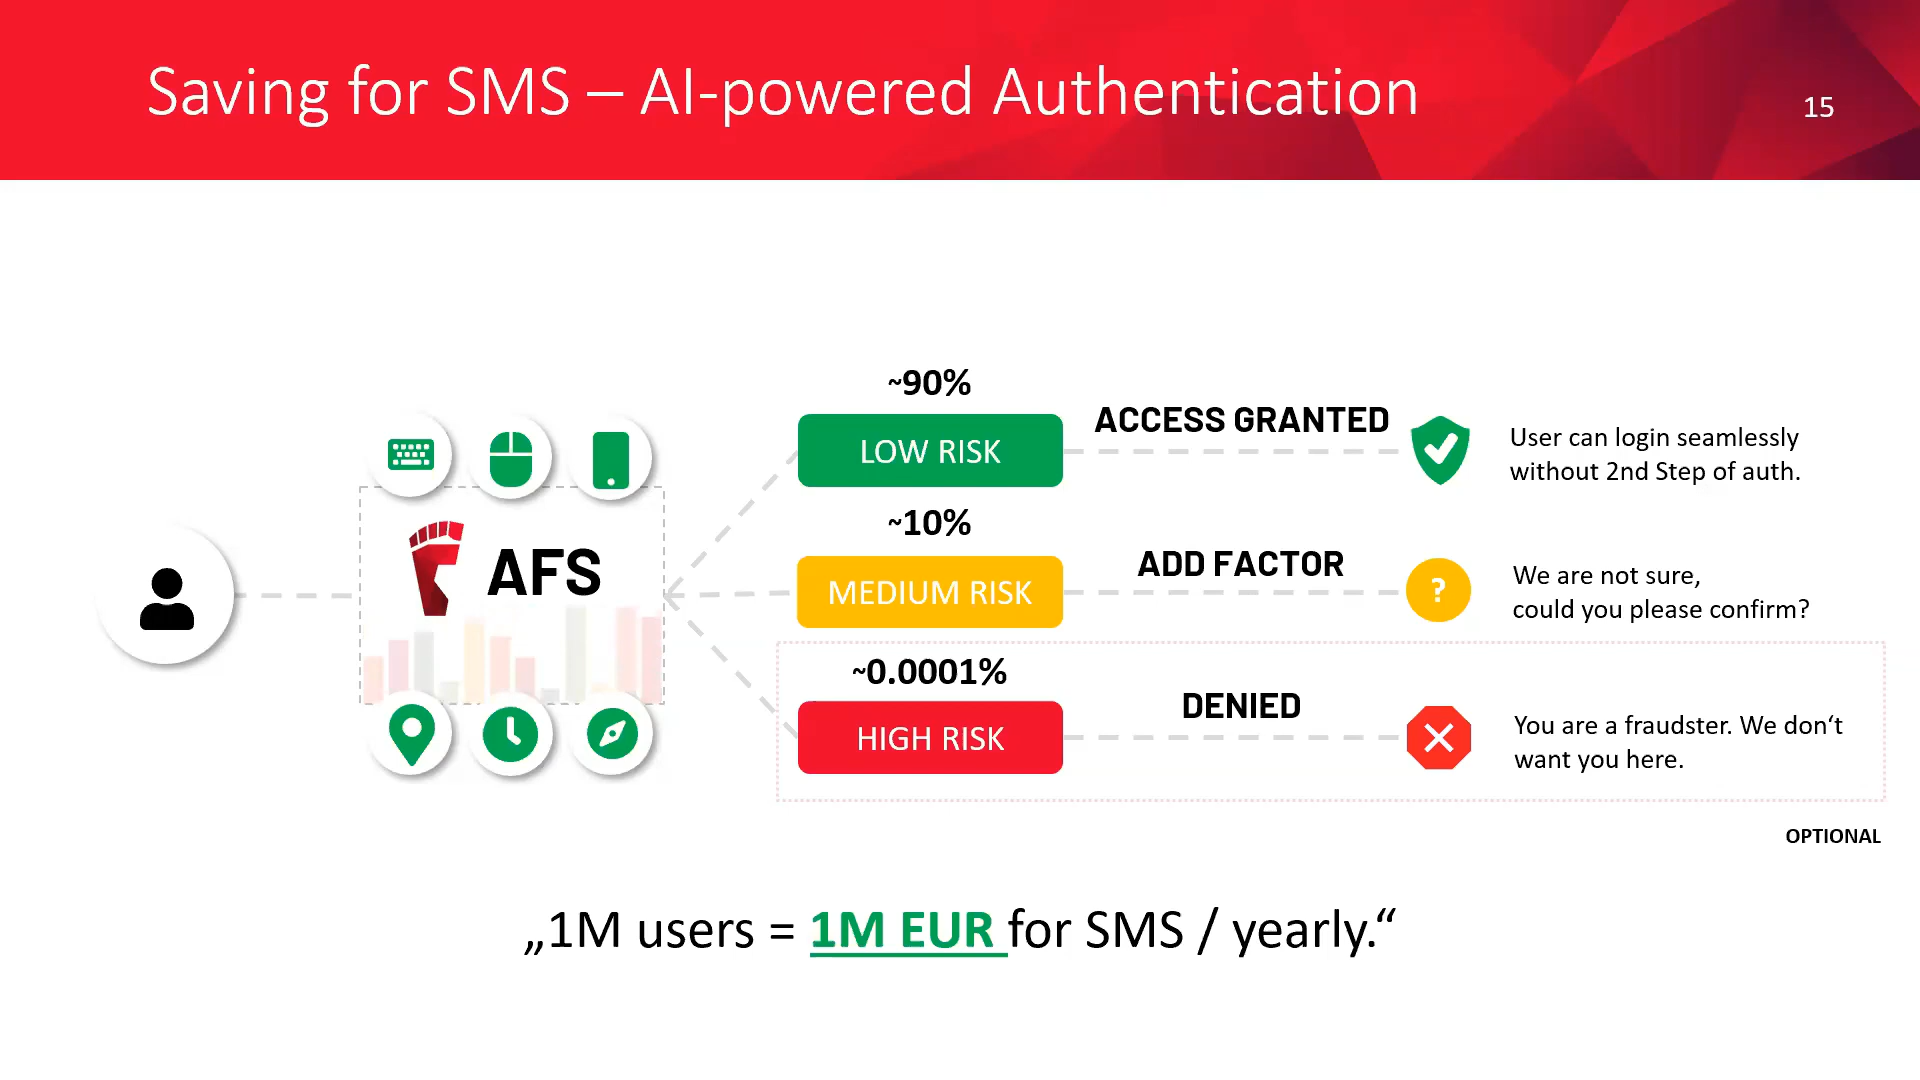 Saving for SMS – AI-powered Authentication
15
~90%
LOW RISK
ACCESS GRANTED
User can login seamlessly
without 2nd Step of auth.
AFS
~10%
MEDIUM RISK
ADD FACTOR
?
We are not sure,
could you please confirm?
~0.0001%
HIGH RISK
DENIED
You are a fraudster. We don‘t
want you here.
OPTIONAL
„1M users = 1M EUR for SMS / yearly.“